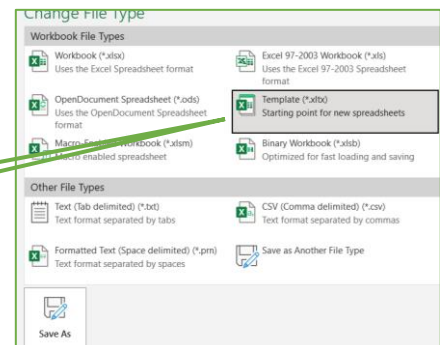 Change File Type
Workbook File Types
Workbook (*.xlsx)
Uses the Excel Spreadsheet format
Excel 97-2003 Workbook (*.xls)
Uses the Excel 97-2003 Spreadsheet
format
OpenDocument Spreadsheet (*.ods)
Uses the OpenDocument Spreadsheet
format
Template (*.xltx)
Starting point for new spreadsheets
Macro-Enabled Workbook (*.xlsm)
Macro enabled spreadsheet
Binary Workbook (*.xlsb)
Optimized for fast loading and saving
Other File Types
Text (Tab delimited) (*.txt)
Text format separated by tabs
CSV (Comma delimited) (*.csv)
Text format separated by commas
Formatted Text (Space delimited) (*.prn)
Text format separated by spaces
Save as Another File Type
Save As